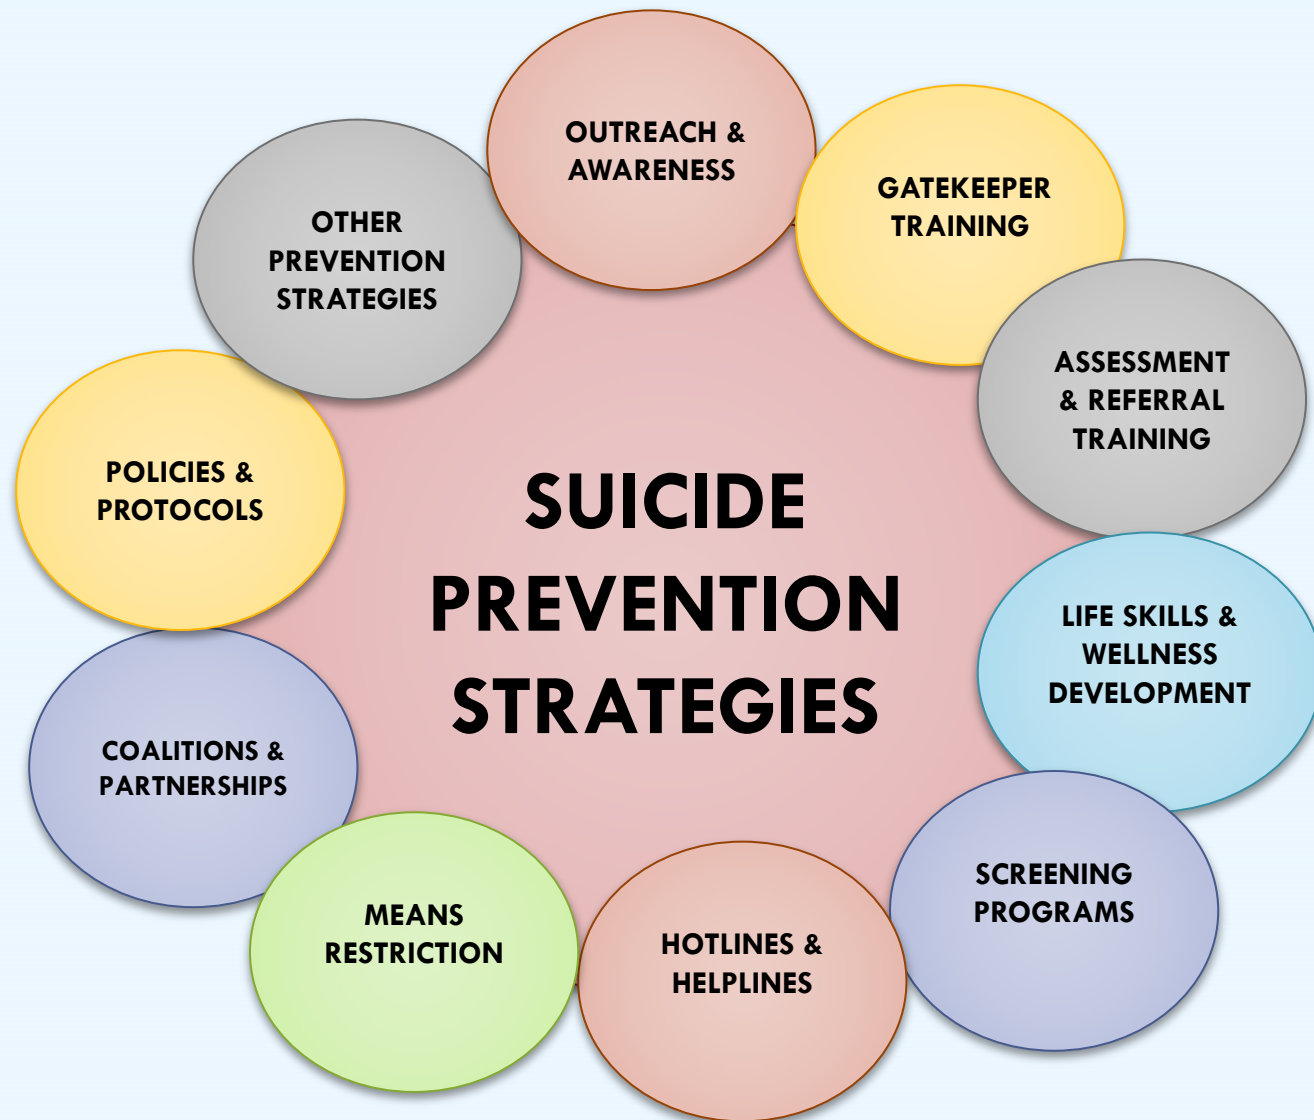 OUTREACH &
AWARENESS
GATEKEEPER
TRAINING
ASSESSMENT
& REFERRAL
TRAINING
LIFE SKILLS &
WELLNESS
DEVELOPMENT
SCREENING
PROGRAMS
HOTLINES &
HELPLINES
MEANS
RESTRICTION
COALITIONS &
PARTNERSHIPS
POLICIES &
PROTOCOLS
OTHER
PREVENTION
STRATEGIES
SUICIDE
PREVENTION
STRATEGIES